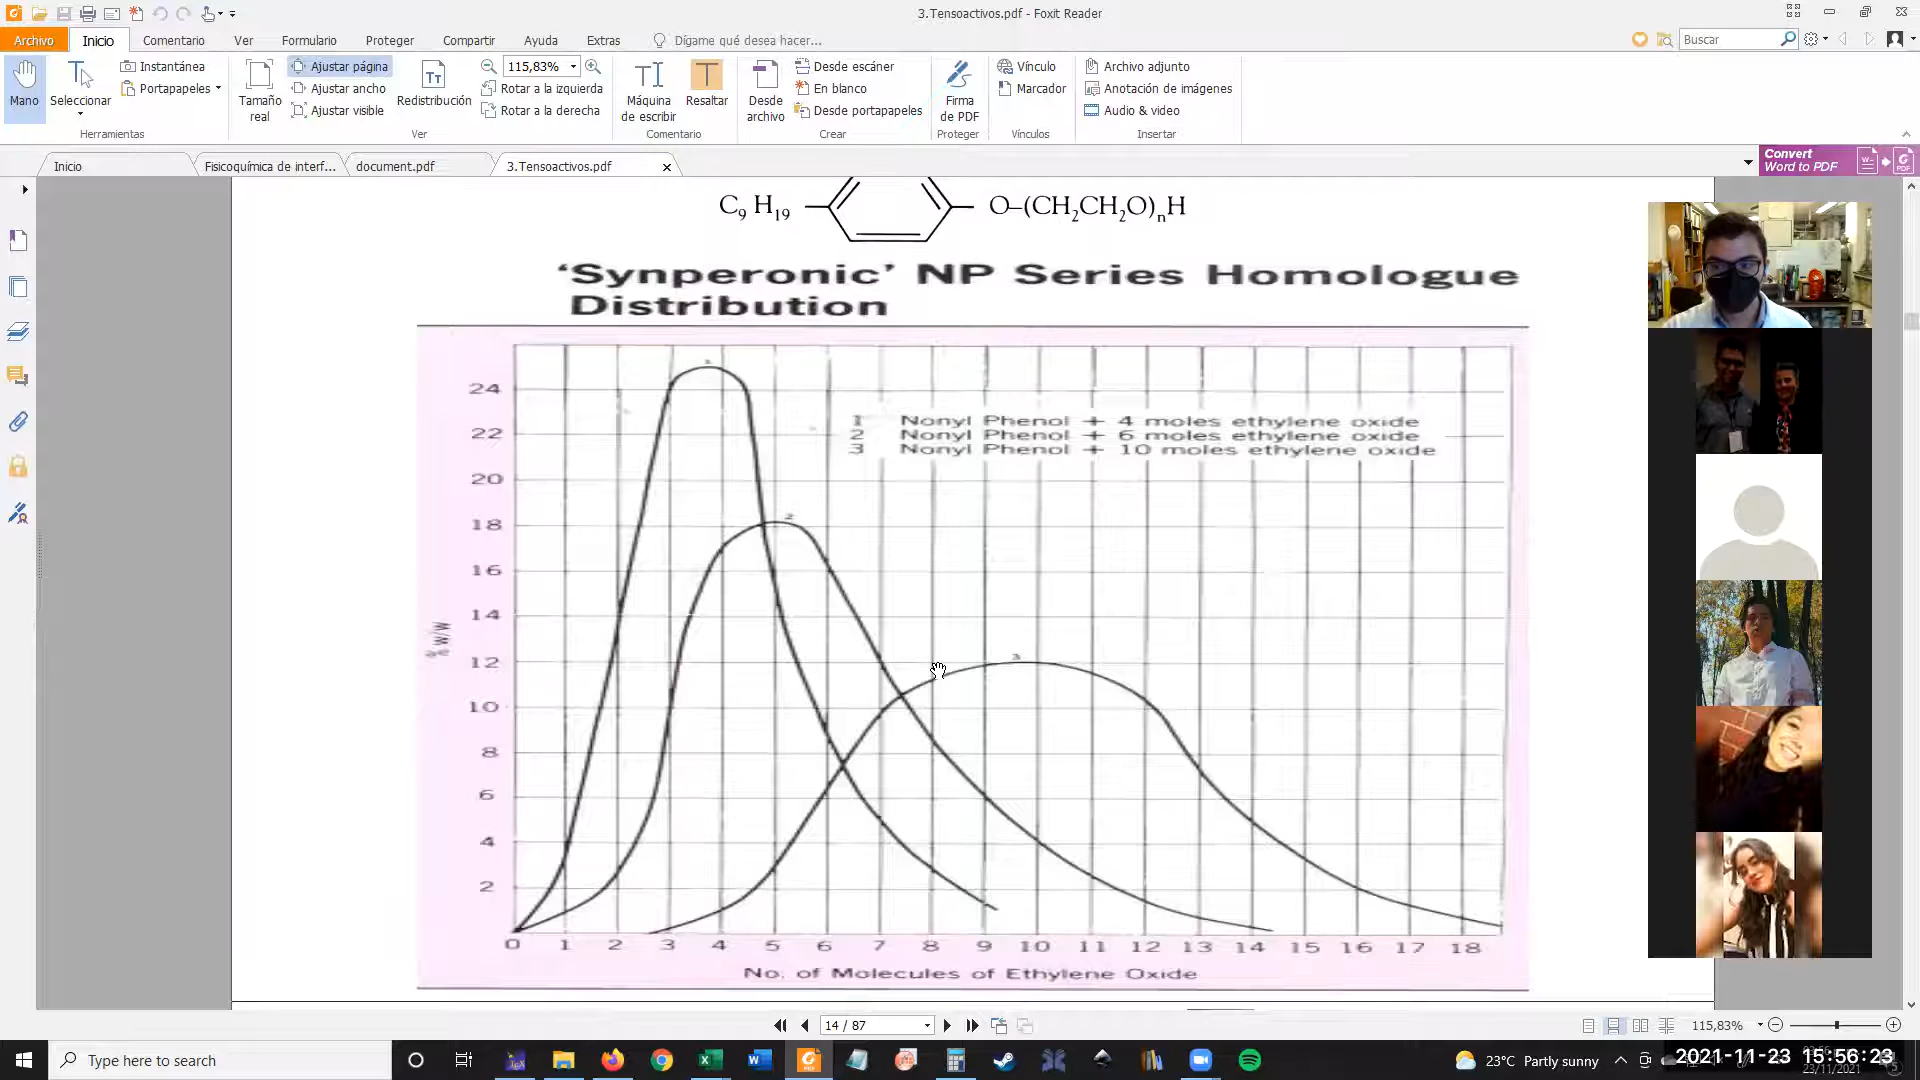 3.Tensoactivos.pdf - Foxit Reader
Archivo Inicio Comentario Ver Formulario Proteger Compartir Ayuda Extras Dígame qué desea hacer... Buscar
Mano
Seleccionar
Instantánea
Portapapeles
Herramientas
Tamaño real
Ajustar página
Ajustar ancho
Ajustar visible
Redistribución
115,83%
Rotar a la izquierda
Rotar a la derecha
Ver
Máquina de escribir
Resaltar
Comentario
Desde archivo
Desde escáner
En blanco
Desde portapapeles
Crear
Firma de PDF
Proteger
Vínculo
Marcador
Vínculos
Archivo adjunto
Anotación de imágenes
Audio & video
Insertar
Inicio Fisicoquímica de interf... document.pdf 3.Tensoactivos.pdf
Convert
Word to PDF
C9 H19 O–(CH2CH2O)nH
‘Synperonic’ NP Series Homologue
Distribution
1 Nonyl Phenol + 4 moles ethylene oxide
2 Nonyl Phenol + 6 moles ethylene oxide
3 Nonyl Phenol + 10 moles ethylene oxide
24
22
20
18
16
14
12
10
8
6
4
2
% w/w
1
2
3
0 1 2 3 4 5 6 7 8 9 10 11 12 13 14 15 16 17 18
No. of Molecules of Ethylene Oxide
14 / 87
115,83%
Type here to search
23°C Partly sunny
2021-11-23 15:56:23
23/11/2021